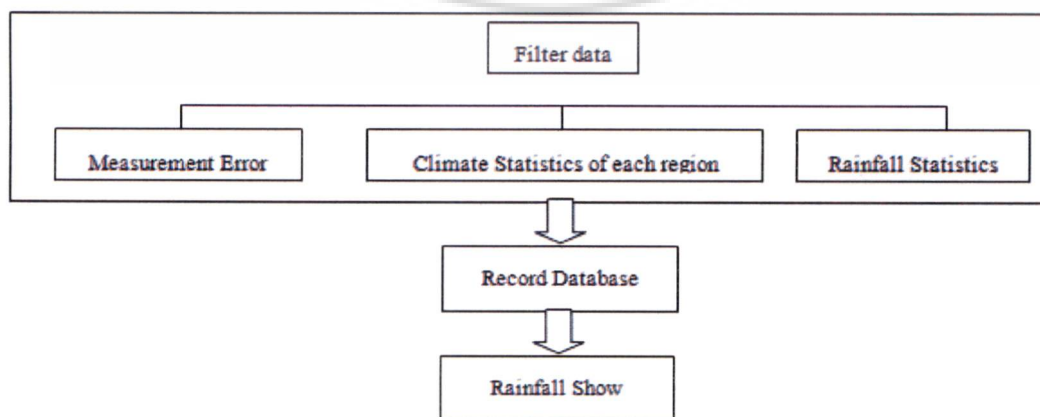 Filter data
Measurement Error
Climate Statistics of each region
Rainfall Statistics
Record Database
Rainfall Show